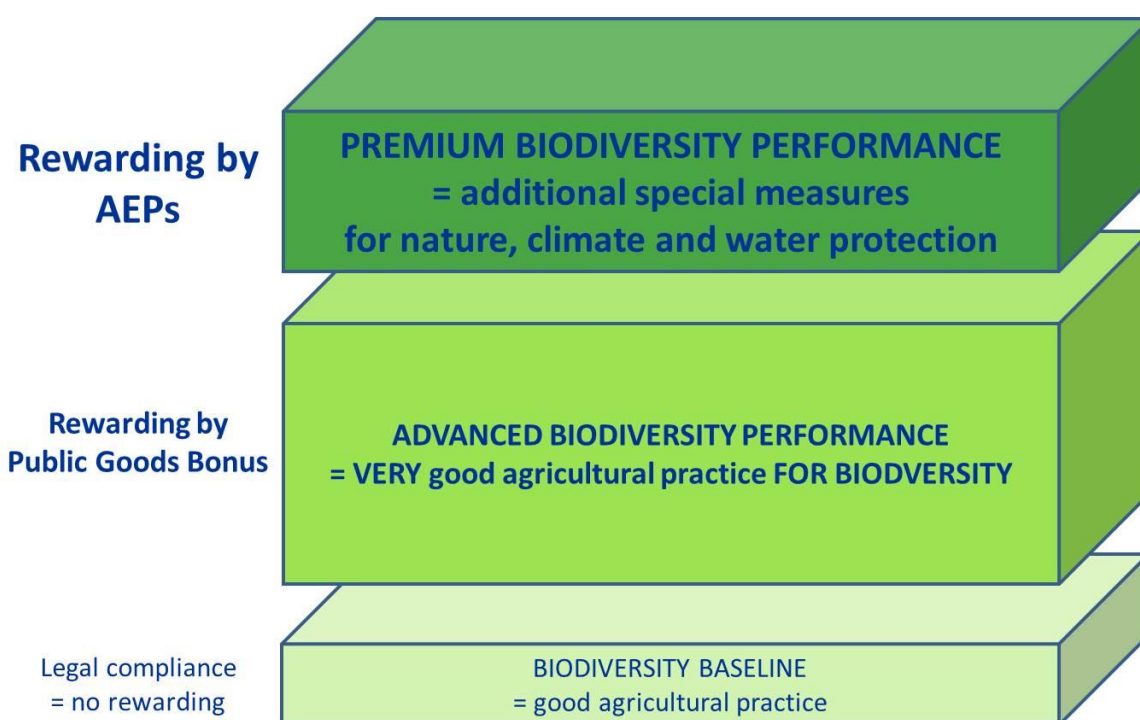 Rewarding by
AEPs
PREMIUM BIODIVERSITY PERFORMANCE
= additional special measures
for nature, climate and water protection
Rewarding by
Public Goods Bonus
ADVANCED BIODIVERSITY PERFORMANCE
= VERY good agricultural practice FOR BIODVERSITY
Legal compliance
= no rewarding
BIODIVERSITY BASELINE
= good agricultural practice